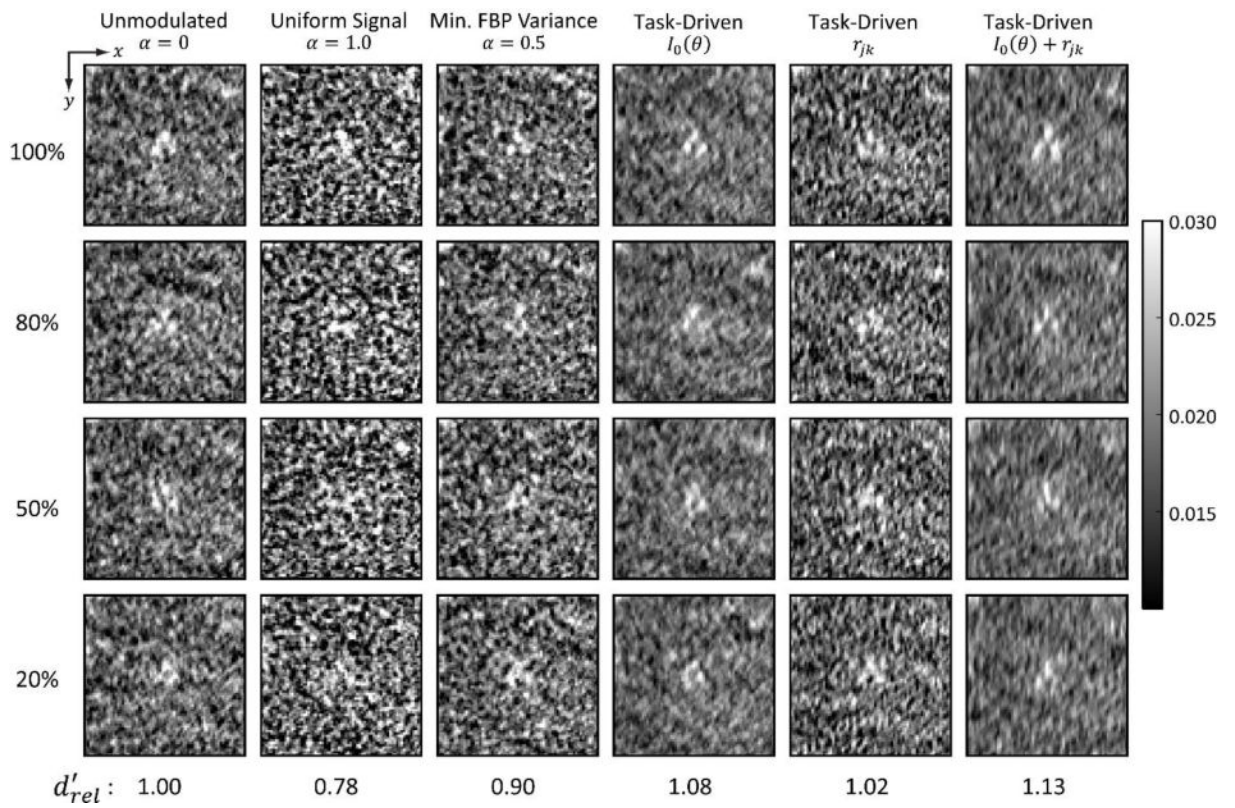 Unmodulated Uniform Signal Min. FBP Variance Task-Driven Task-Driven Task-Driven
α = 0 α = 1.0 α = 0.5 I₀(θ) rⱼₖ I₀(θ) + rⱼₖ
x
y
100%
0.030
80%
0.025
0.020
50%
0.015
20%
d'rel : 1.00 0.78 0.90 1.08 1.02 1.13